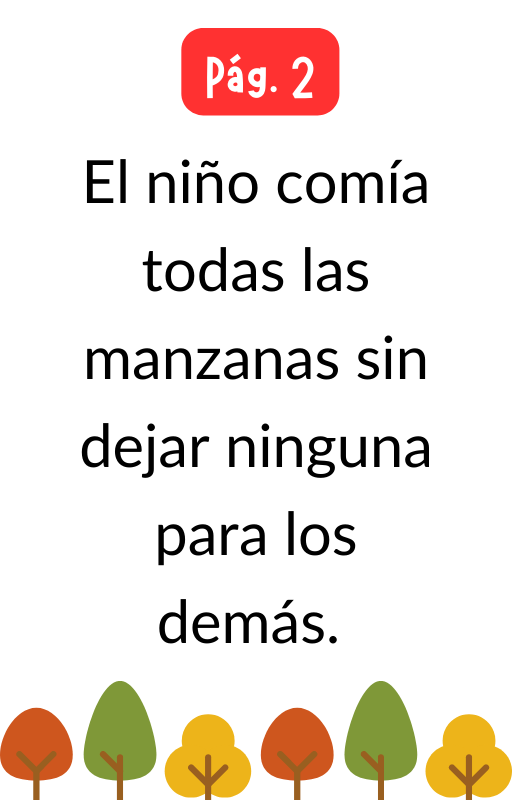 Pág. 2
El niño comía
todas las
manzanas sin
dejar ninguna
para los
demás.